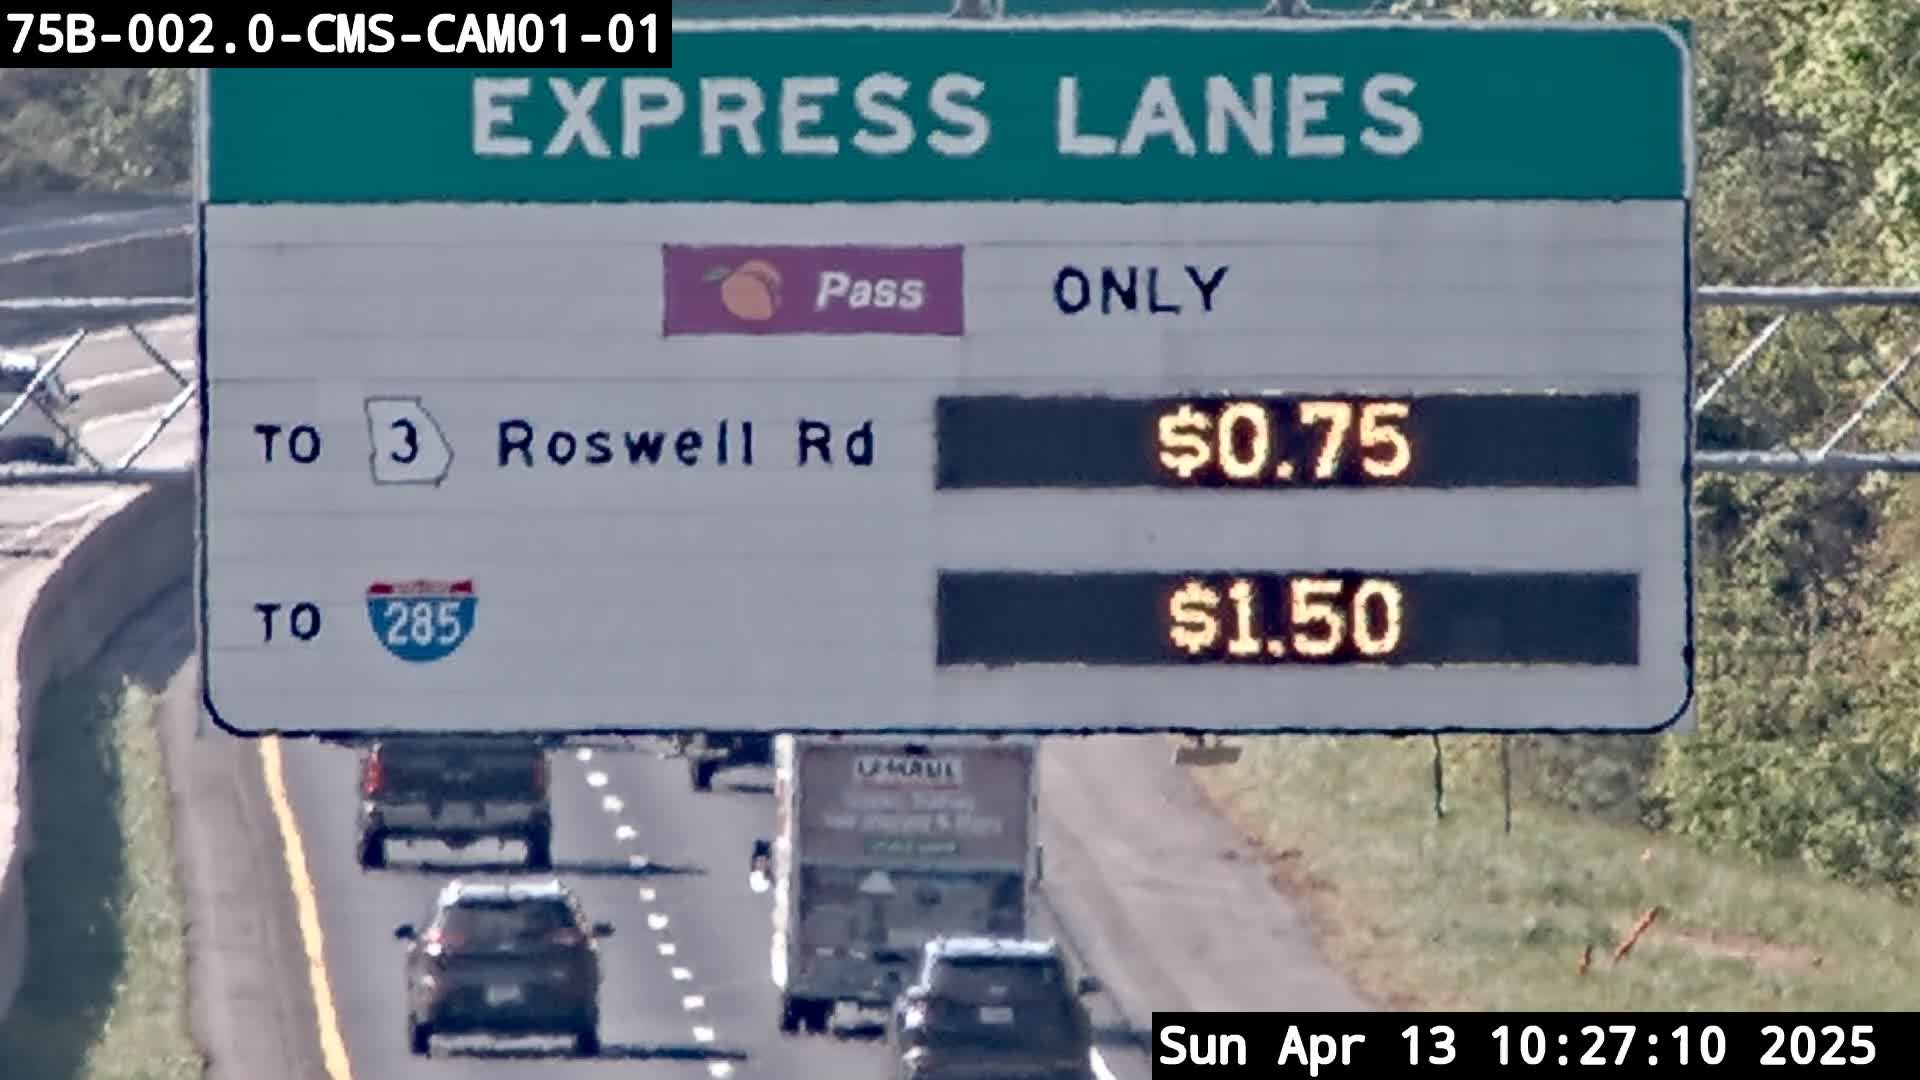 75B-002.0-CMS-CAM01-01
EXPRESS LANES
Pass ONLY
TO 3 Roswell Rd $0.75
TO 285 $1.50
U-HAUL
Sun Apr 13 10:27:10 2025